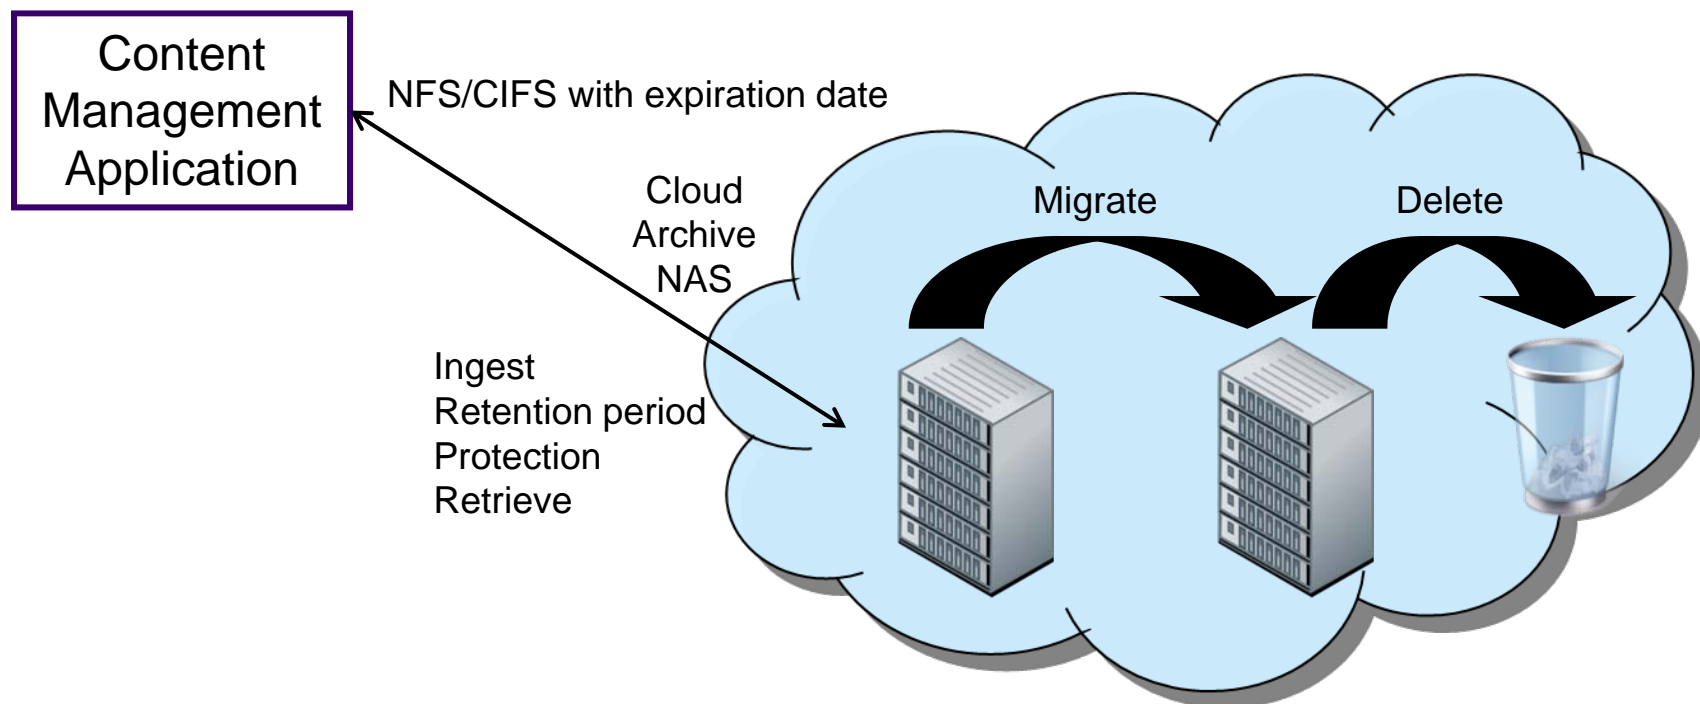 Content
Management
Application
NFS/CIFS with expiration date
Cloud
Archive
NAS
Migrate
Delete
Ingest
Retention period
Protection
Retrieve